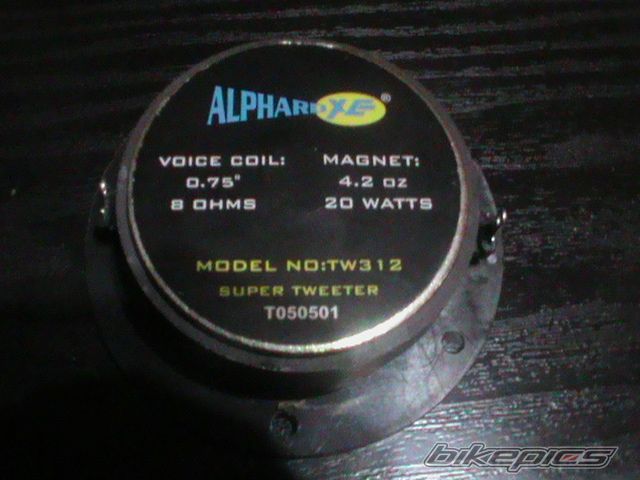 ALPHARD XE®
VOICE COIL: MAGNET:
0.75" 4.2 OZ
8 OHMS 20 WATTS
MODEL NO:TW312
SUPER TWEETER
T050501
bikepics